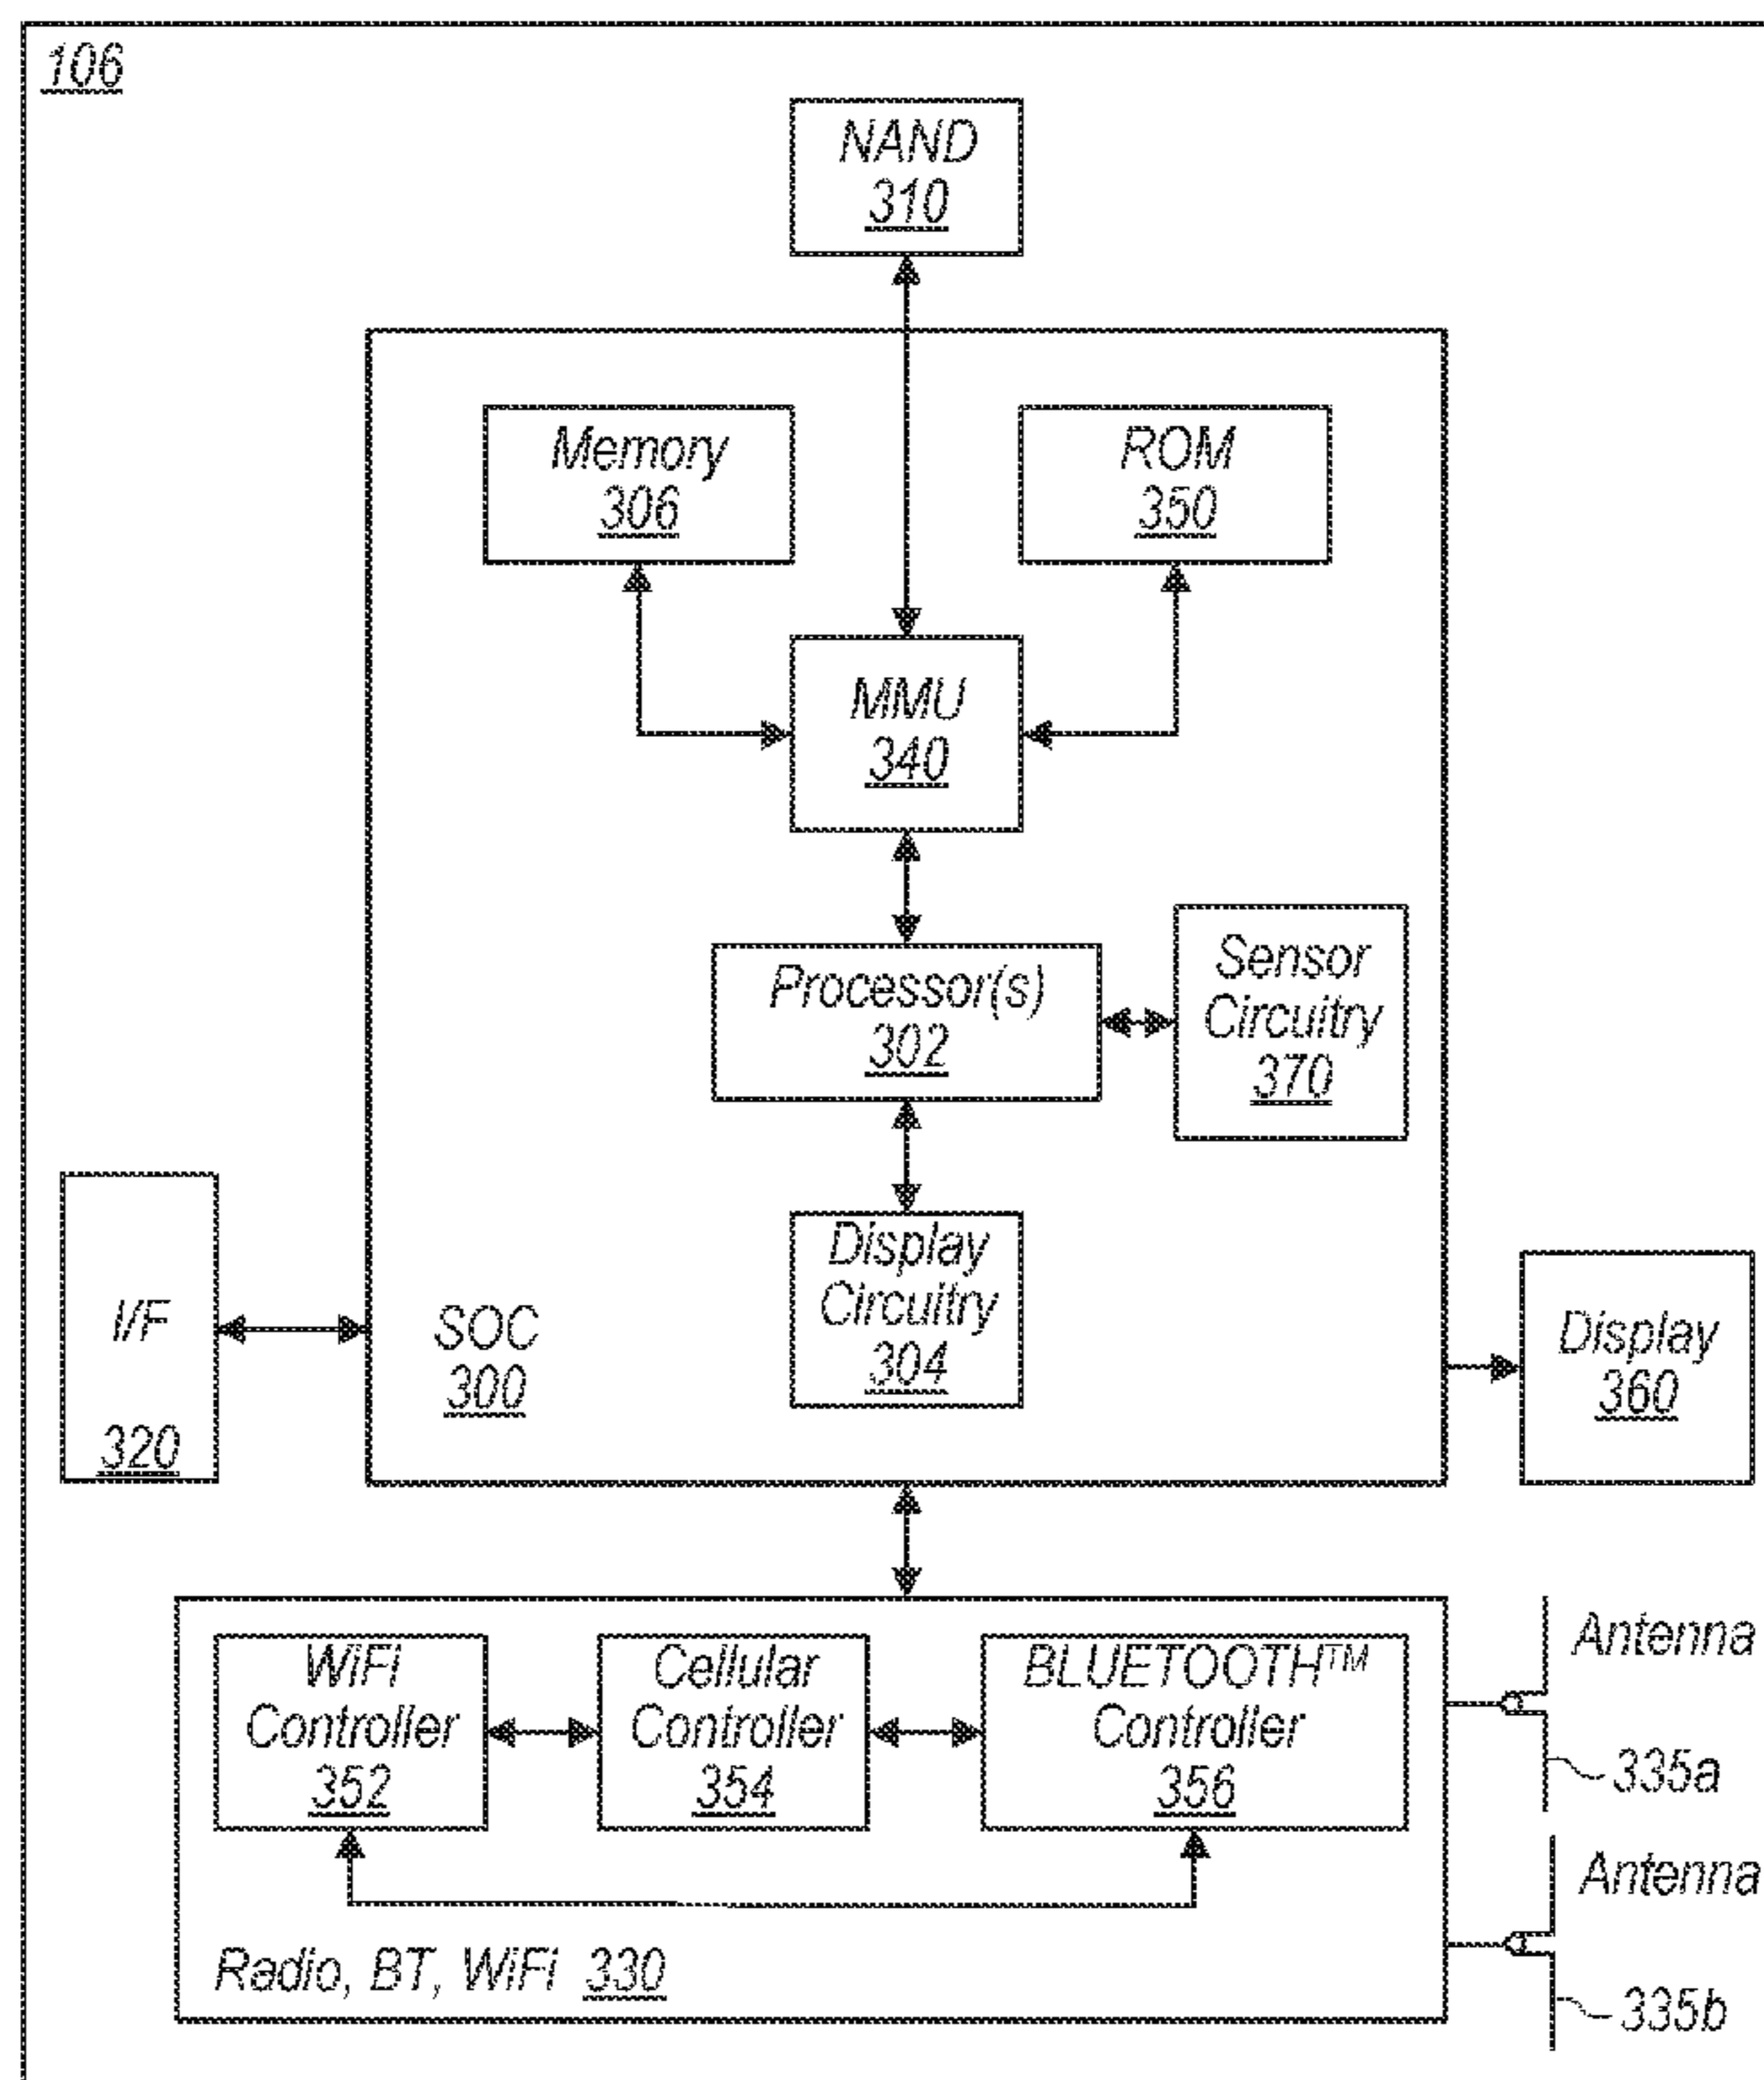 106
NAND
310
Memory
306
ROM
350
MMU
340
Processor(s)
302
Sensor
Circuitry
370
Display
Circuitry
304
I/F
320
SOC
300
Display
360
WiFi
Controller
352
Cellular
Controller
354
BLUETOOTH™
Controller
356
Radio, BT, WiFi 330
Antenna
335a
Antenna
335b